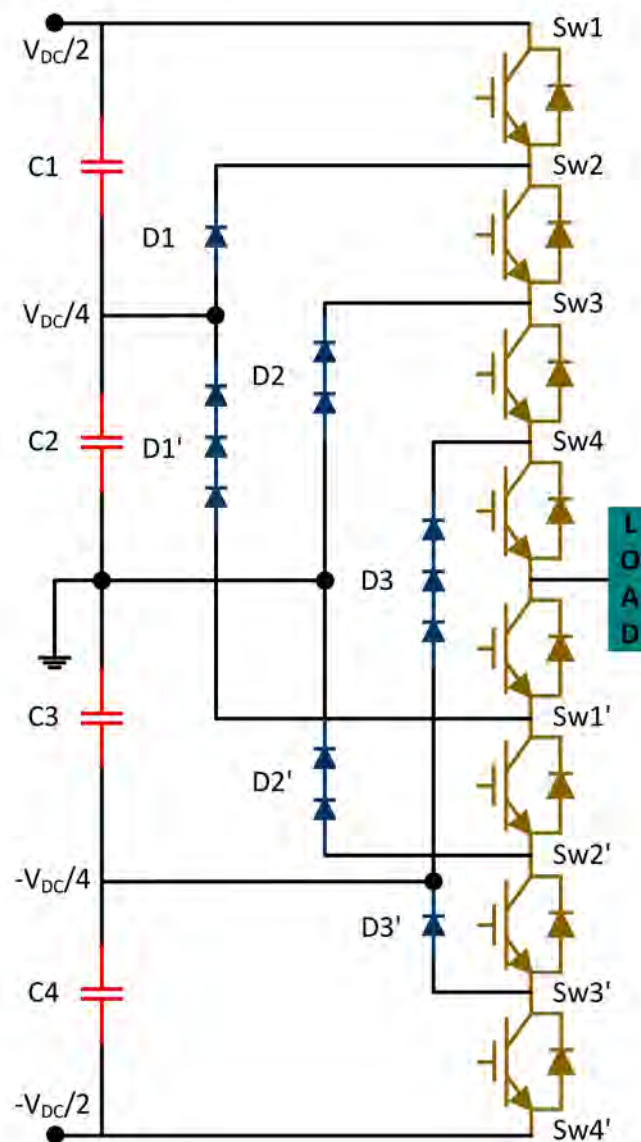 Sw1
V_DC/2
C1
Sw2
D1
V_DC/4
Sw3
D2
C2
D1'
Sw4
LOAD
D3
C3
Sw1'
D2'
Sw2'
-V_DC/4
D3'
C4
Sw3'
-V_DC/2
Sw4'